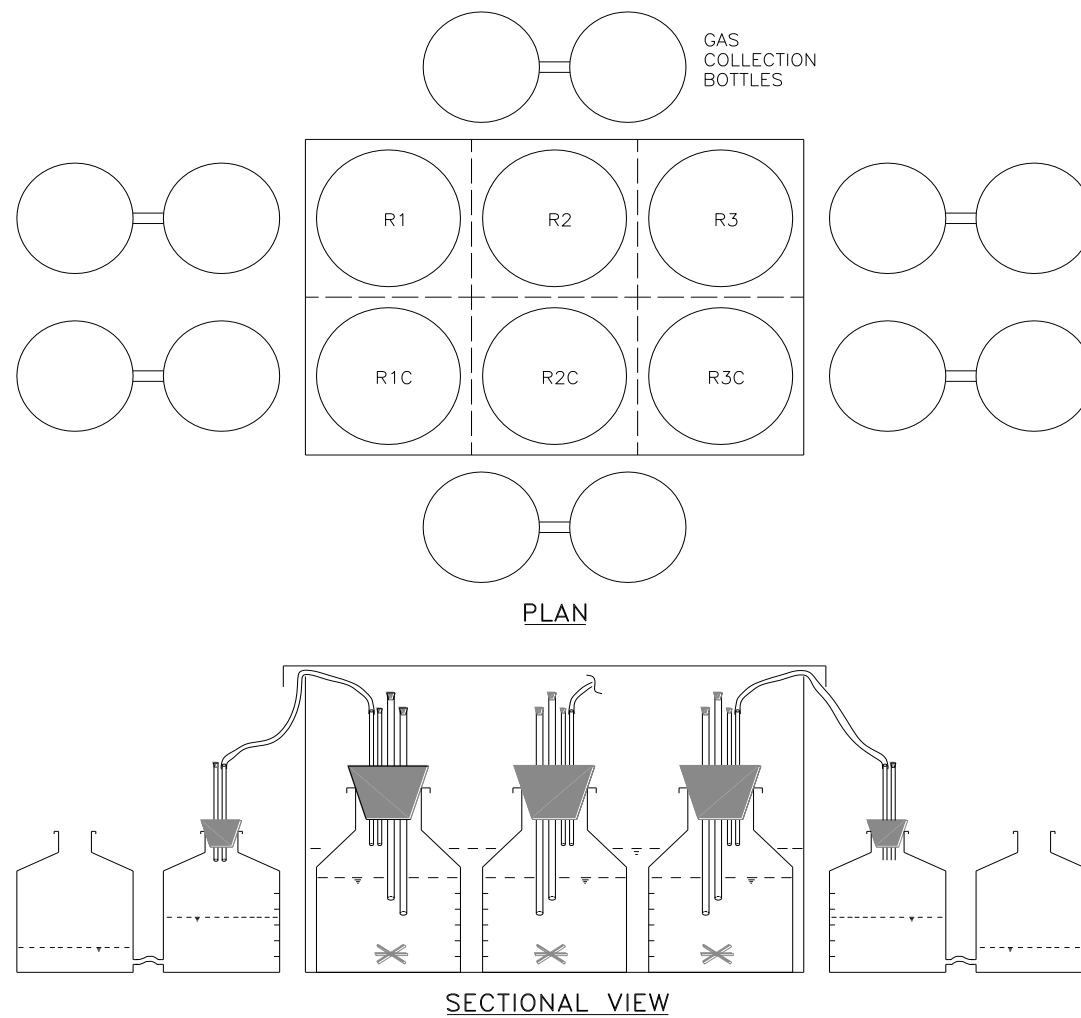 GAS
COLLECTION
BOTTLES
R1 R2 R3
R1C R2C R3C
PLAN
SECTIONAL VIEW